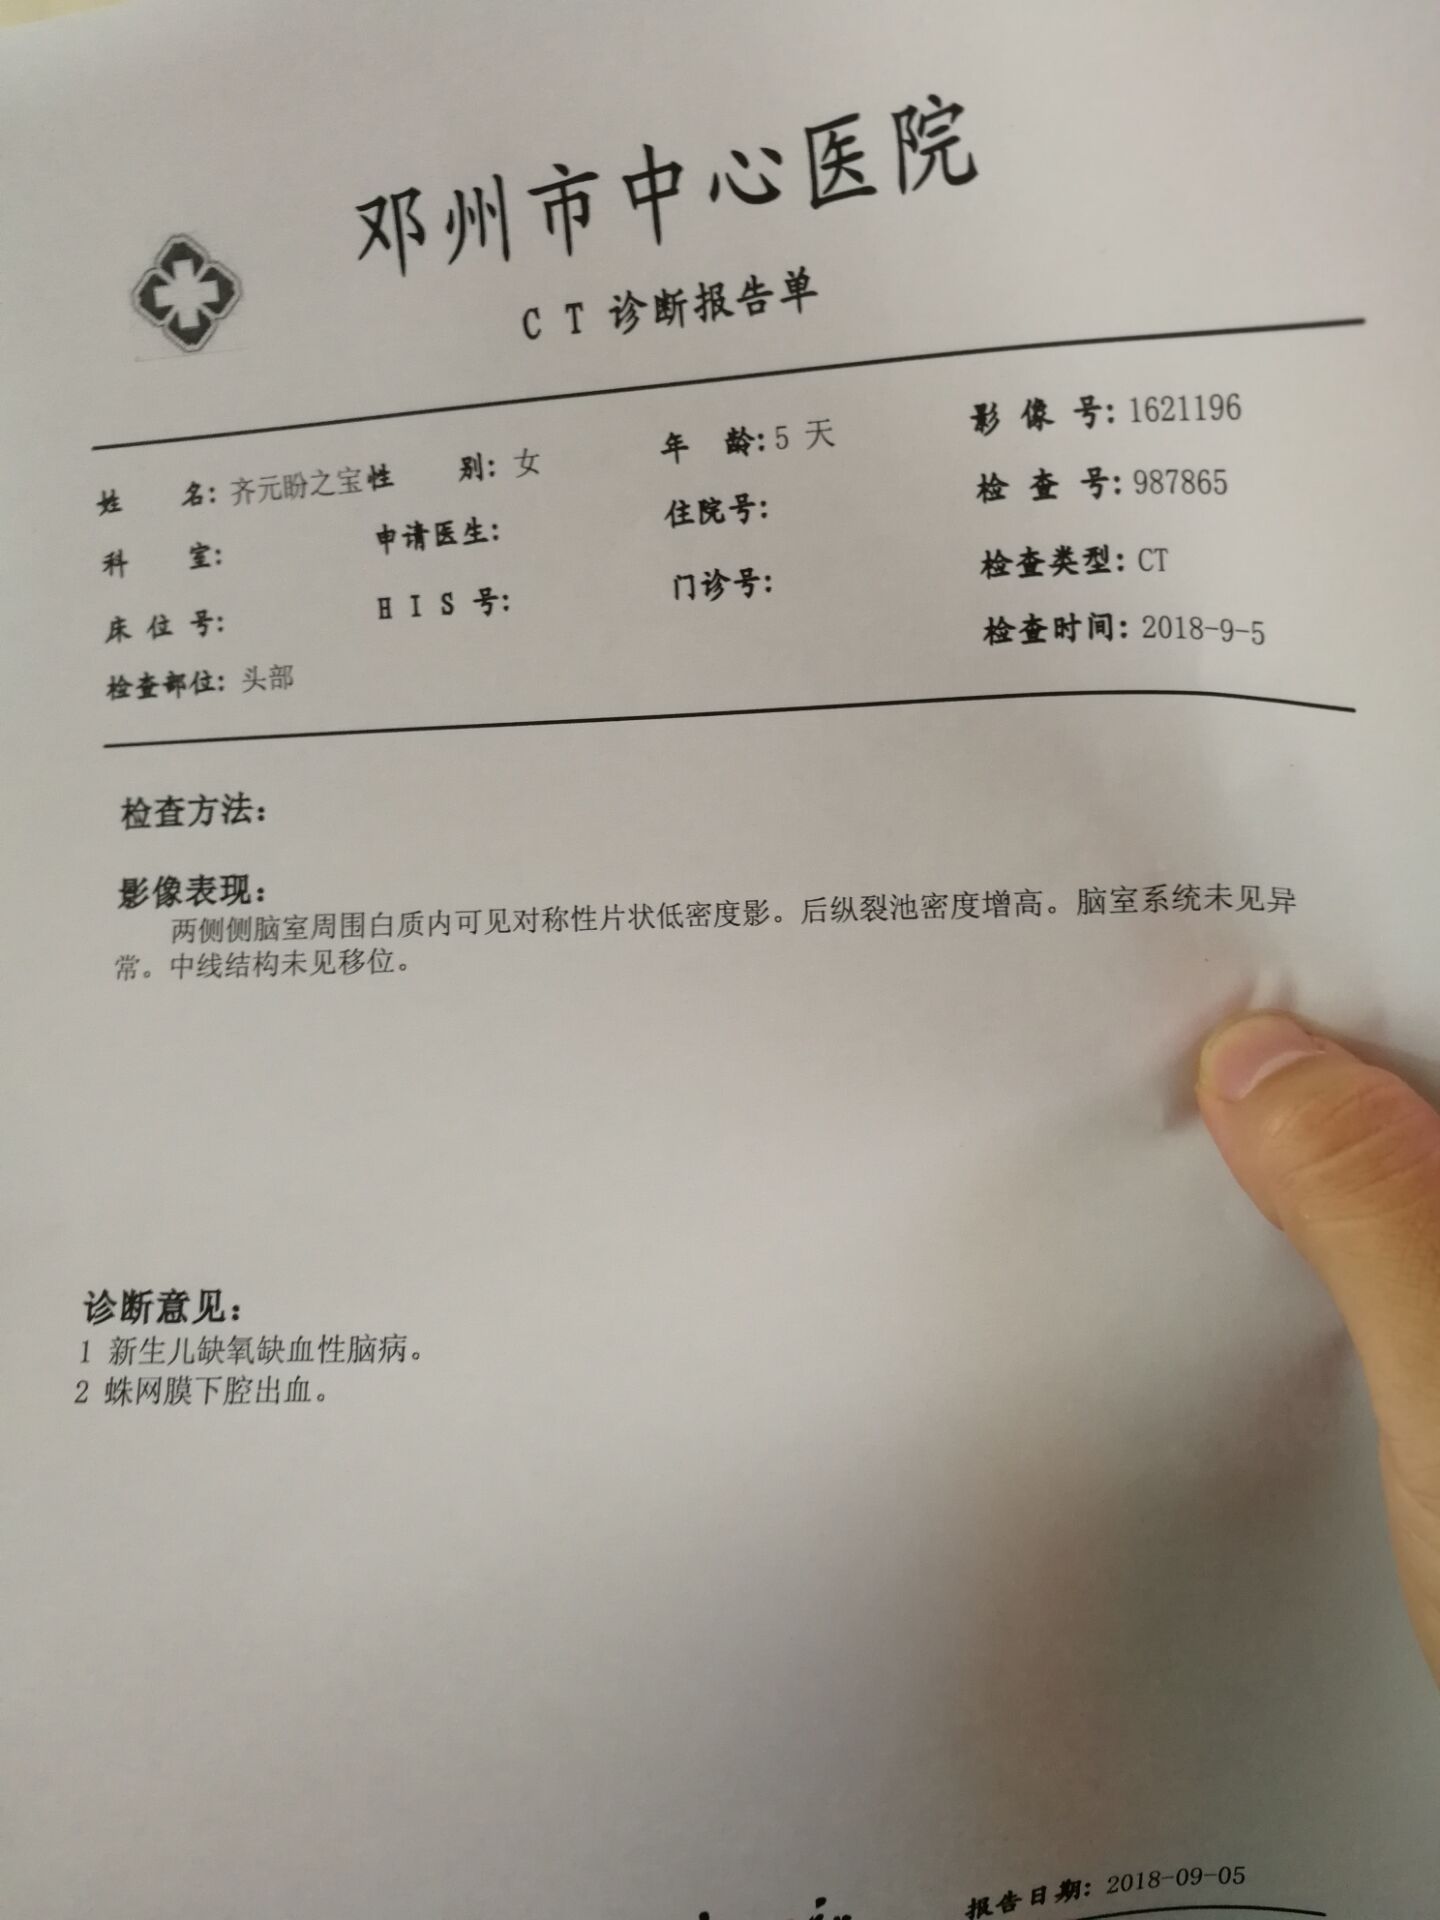 邓州市中心医院
CT诊断报告单
姓 名: 齐元盼之宝 性 别: 女 年 龄: 5 天 影 像 号: 1621196
科 室: 申请医生: 住院号: 检 查 号: 987865
床 位 号: HIS 号: 门诊号: 检查类型: CT
检查部位: 头部 检查时间: 2018-9-5
检查方法:
影像表现:
两侧侧脑室周围白质内可见对称性片状低密度影。后纵裂池密度增高。脑室系统未见异
常。中线结构未见移位。
诊断意见:
1 新生儿缺氧缺血性脑病。
2 蛛网膜下腔出血。
报告日期: 2018-09-05